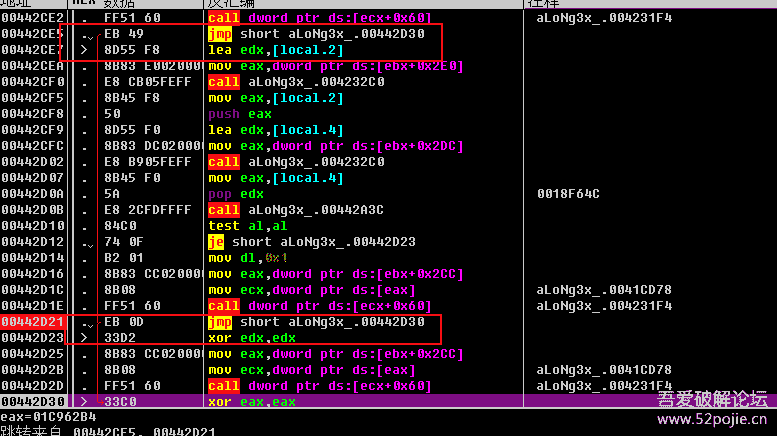 地址 HEX 数据 反汇编 注释
00442CE2 . FF51 60 call dword ptr ds:[ecx+0x60] aLoNg3x_.004231F4
00442CE5 . EB 49 jmp short aLoNg3x_.00442D30
00442CE7 > 8D55 F8 lea edx,[local.2]
00442CEA . 8B83 E0020000 mov eax,dword ptr ds:[ebx+0x2E0]
00442CF0 . E8 CB05FEFF call aLoNg3x_.004232C0
00442CF5 . 8B45 F8 mov eax,[local.2]
00442CF8 . 50 push eax
00442CF9 . 8D55 F0 lea edx,[local.4]
00442CFC . 8B83 DC020000 mov eax,dword ptr ds:[ebx+0x2DC]
00442D02 . E8 B905FEFF call aLoNg3x_.004232C0
00442D07 . 8B45 F0 mov eax,[local.4]
00442D0A . 5A pop edx 0018F64C
00442D0B . E8 2CFDFFFF call aLoNg3x_.00442A3C
00442D10 . 84C0 test al,al
00442D12 . 74 0F je short aLoNg3x_.00442D23
00442D14 . B2 01 mov dl,0x1
00442D16 . 8B83 CC020000 mov eax,dword ptr ds:[ebx+0x2CC]
00442D1C . 8B08 mov ecx,dword ptr ds:[eax] aLoNg3x_.0041CD78
00442D1E . FF51 60 call dword ptr ds:[ecx+0x60] aLoNg3x_.004231F4
00442D21 . EB 0D jmp short aLoNg3x_.00442D30
00442D23 > 33D2 xor edx,edx
00442D25 . 8B83 CC020000 mov eax,dword ptr ds:[ebx+0x2CC]
00442D2B . 8B08 mov ecx,dword ptr ds:[eax] aLoNg3x_.0041CD78
00442D2D . FF51 60 call dword ptr ds:[ecx+0x60] aLoNg3x_.004231F4
00442D30 > 33C0 xor eax,eax
eax=01C962B4
跳转来自 00442CE5, 00442D21
吾爱破解论坛
www.52pojie.cn